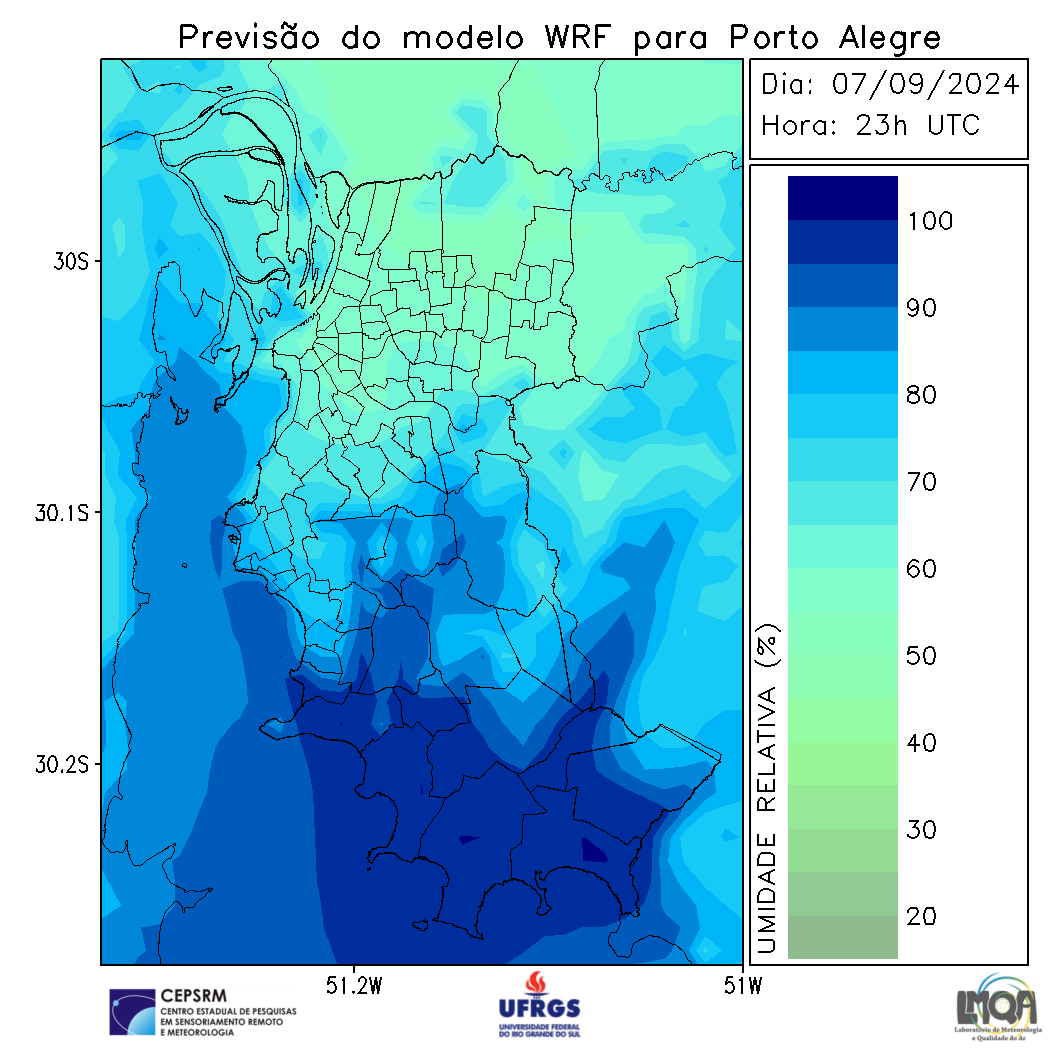 Previsão do modelo WRF para Porto Alegre
Dia: 07/09/2024
Hora: 23h UTC
30S
30.1S
30.2S
51.2W
51W
UMIDADE RELATIVA (%)
100
90
80
70
60
50
40
30
20
CEPSRM
CENTRO ESTADUAL DE PESQUISAS
EM SENSORIAMENTO REMOTO
E METEOROLOGIA
UFRGS
UNIVERSIDADE FEDERAL
DO RIO GRANDE DO SUL
LMQA
Laboratório de Meteorologia
e Qualidade do Ar